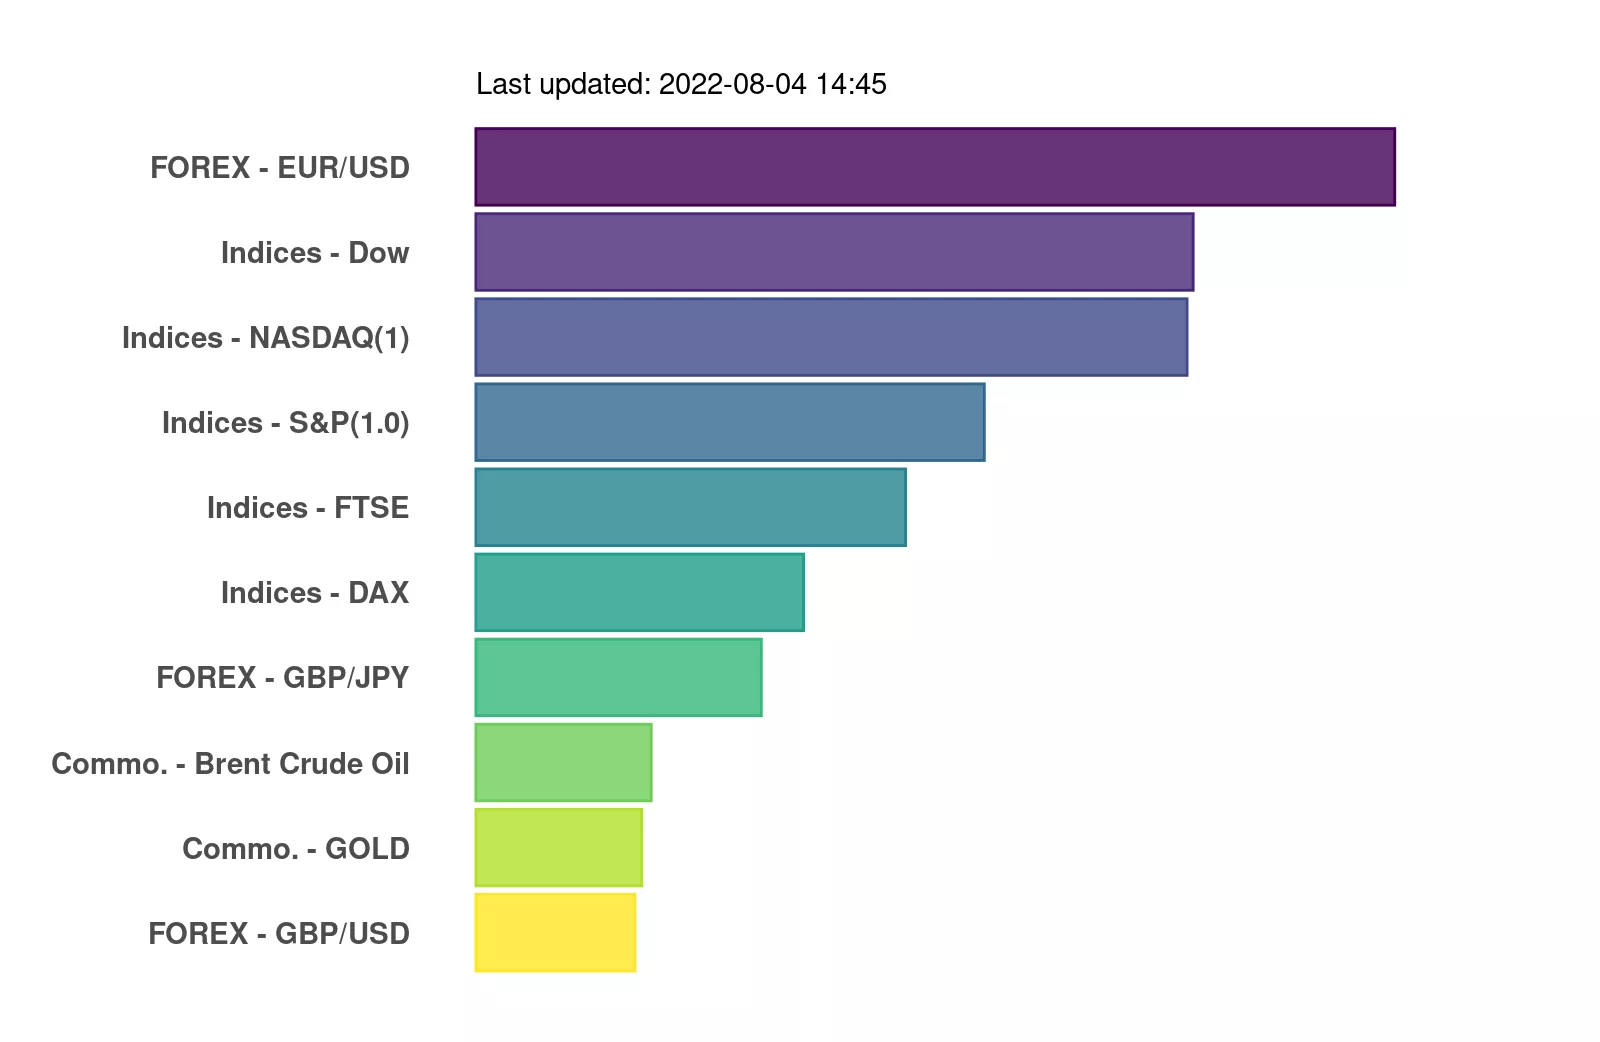 Last updated: 2022-08-04 14:45
FOREX - EUR/USD
Indices - Dow
Indices - NASDAQ(1)
Indices - S&P(1.0)
Indices - FTSE
Indices - DAX
FOREX - GBP/JPY
Commo. - Brent Crude Oil
Commo. - GOLD
FOREX - GBP/USD